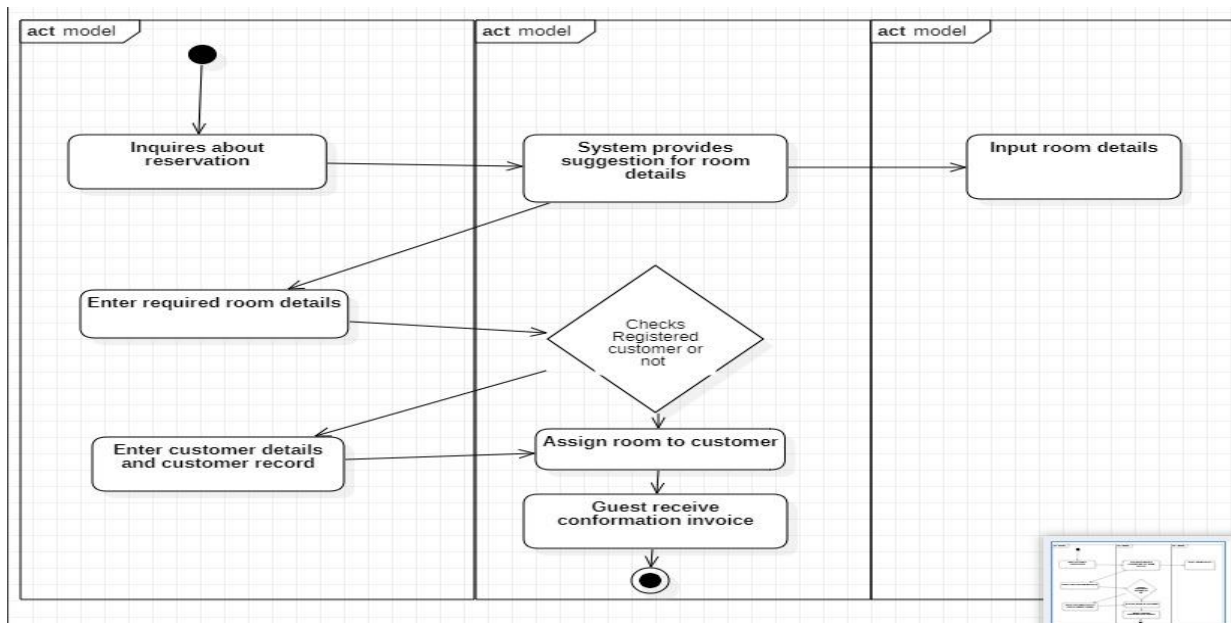 act model
act model
act model
Inquires about
reservation
System provides
suggestion for room
details
Input room details
Enter required room details
Checks
Registered
customer or
not
Enter customer details
and customer record
Assign room to customer
Guest receive
conformation invoice